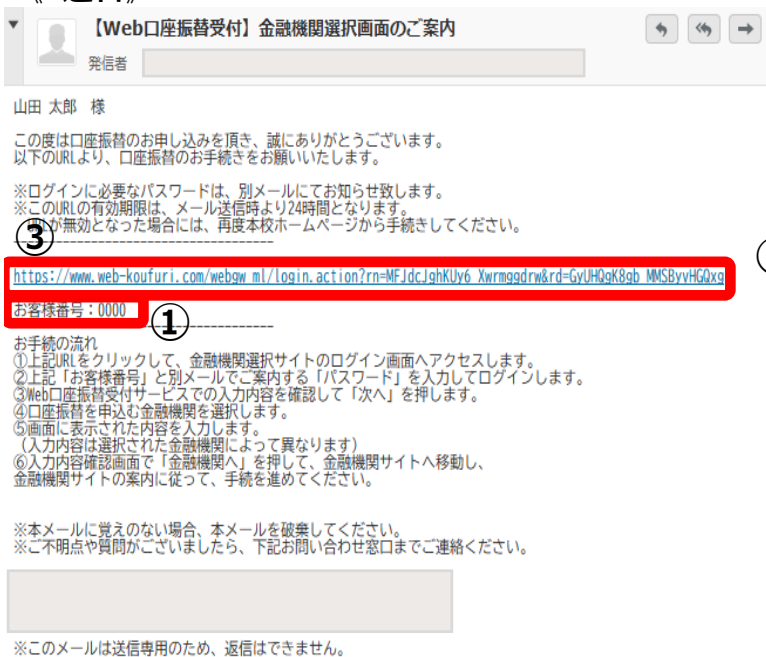 【Web口座振替受付】金融機関選択画面のご案内
発信者
山田 太郎　様
この度は口座振替のお申し込みを頂き、誠にありがとうございます。
以下のURLより、口座振替のお手続きをお願いいたします。
※ログインに必要なパスワードは、別メールにてお知らせ致します。
※このURLの有効期限は、メール送信時より24時間となります。
が無効となった場合には、再度本校ホームページから手続きしてください。
③
-------------------------------------
https://www.web-koufuri.com/webgw_ml/login.action?rn=MFJdcJghKUy6_Xwrmggdrw&rd=GyUHQgK8gb_MMSByvHGQxg
お客様番号：0000
①
-------------------------------------
お手続の流れ
①上記URLをクリックして、金融機関選択サイトのログイン画面へアクセスします。
②上記「お客様番号」と別メールでご案内する「パスワード」を入力してログインします。
③Web口座振替受付サービスでの入力内容を確認して「次へ」を押します。
④口座振替を申込む金融機関を選択します。
⑤画面に表示された内容を入力します。
（入力内容は選択された金融機関によって異なります）
⑥入力内容確認画面で「金融機関へ」を押して、金融機関サイトへ移動し、
金融機関サイトの案内に従って、手続を進めてください。
※本メールに覚えのない場合、本メールを破棄してください。
※ご不明点や質問がございましたら、下記お問い合わせ窓口までご連絡ください。
※このメールは送信専用のため、返信はできません。